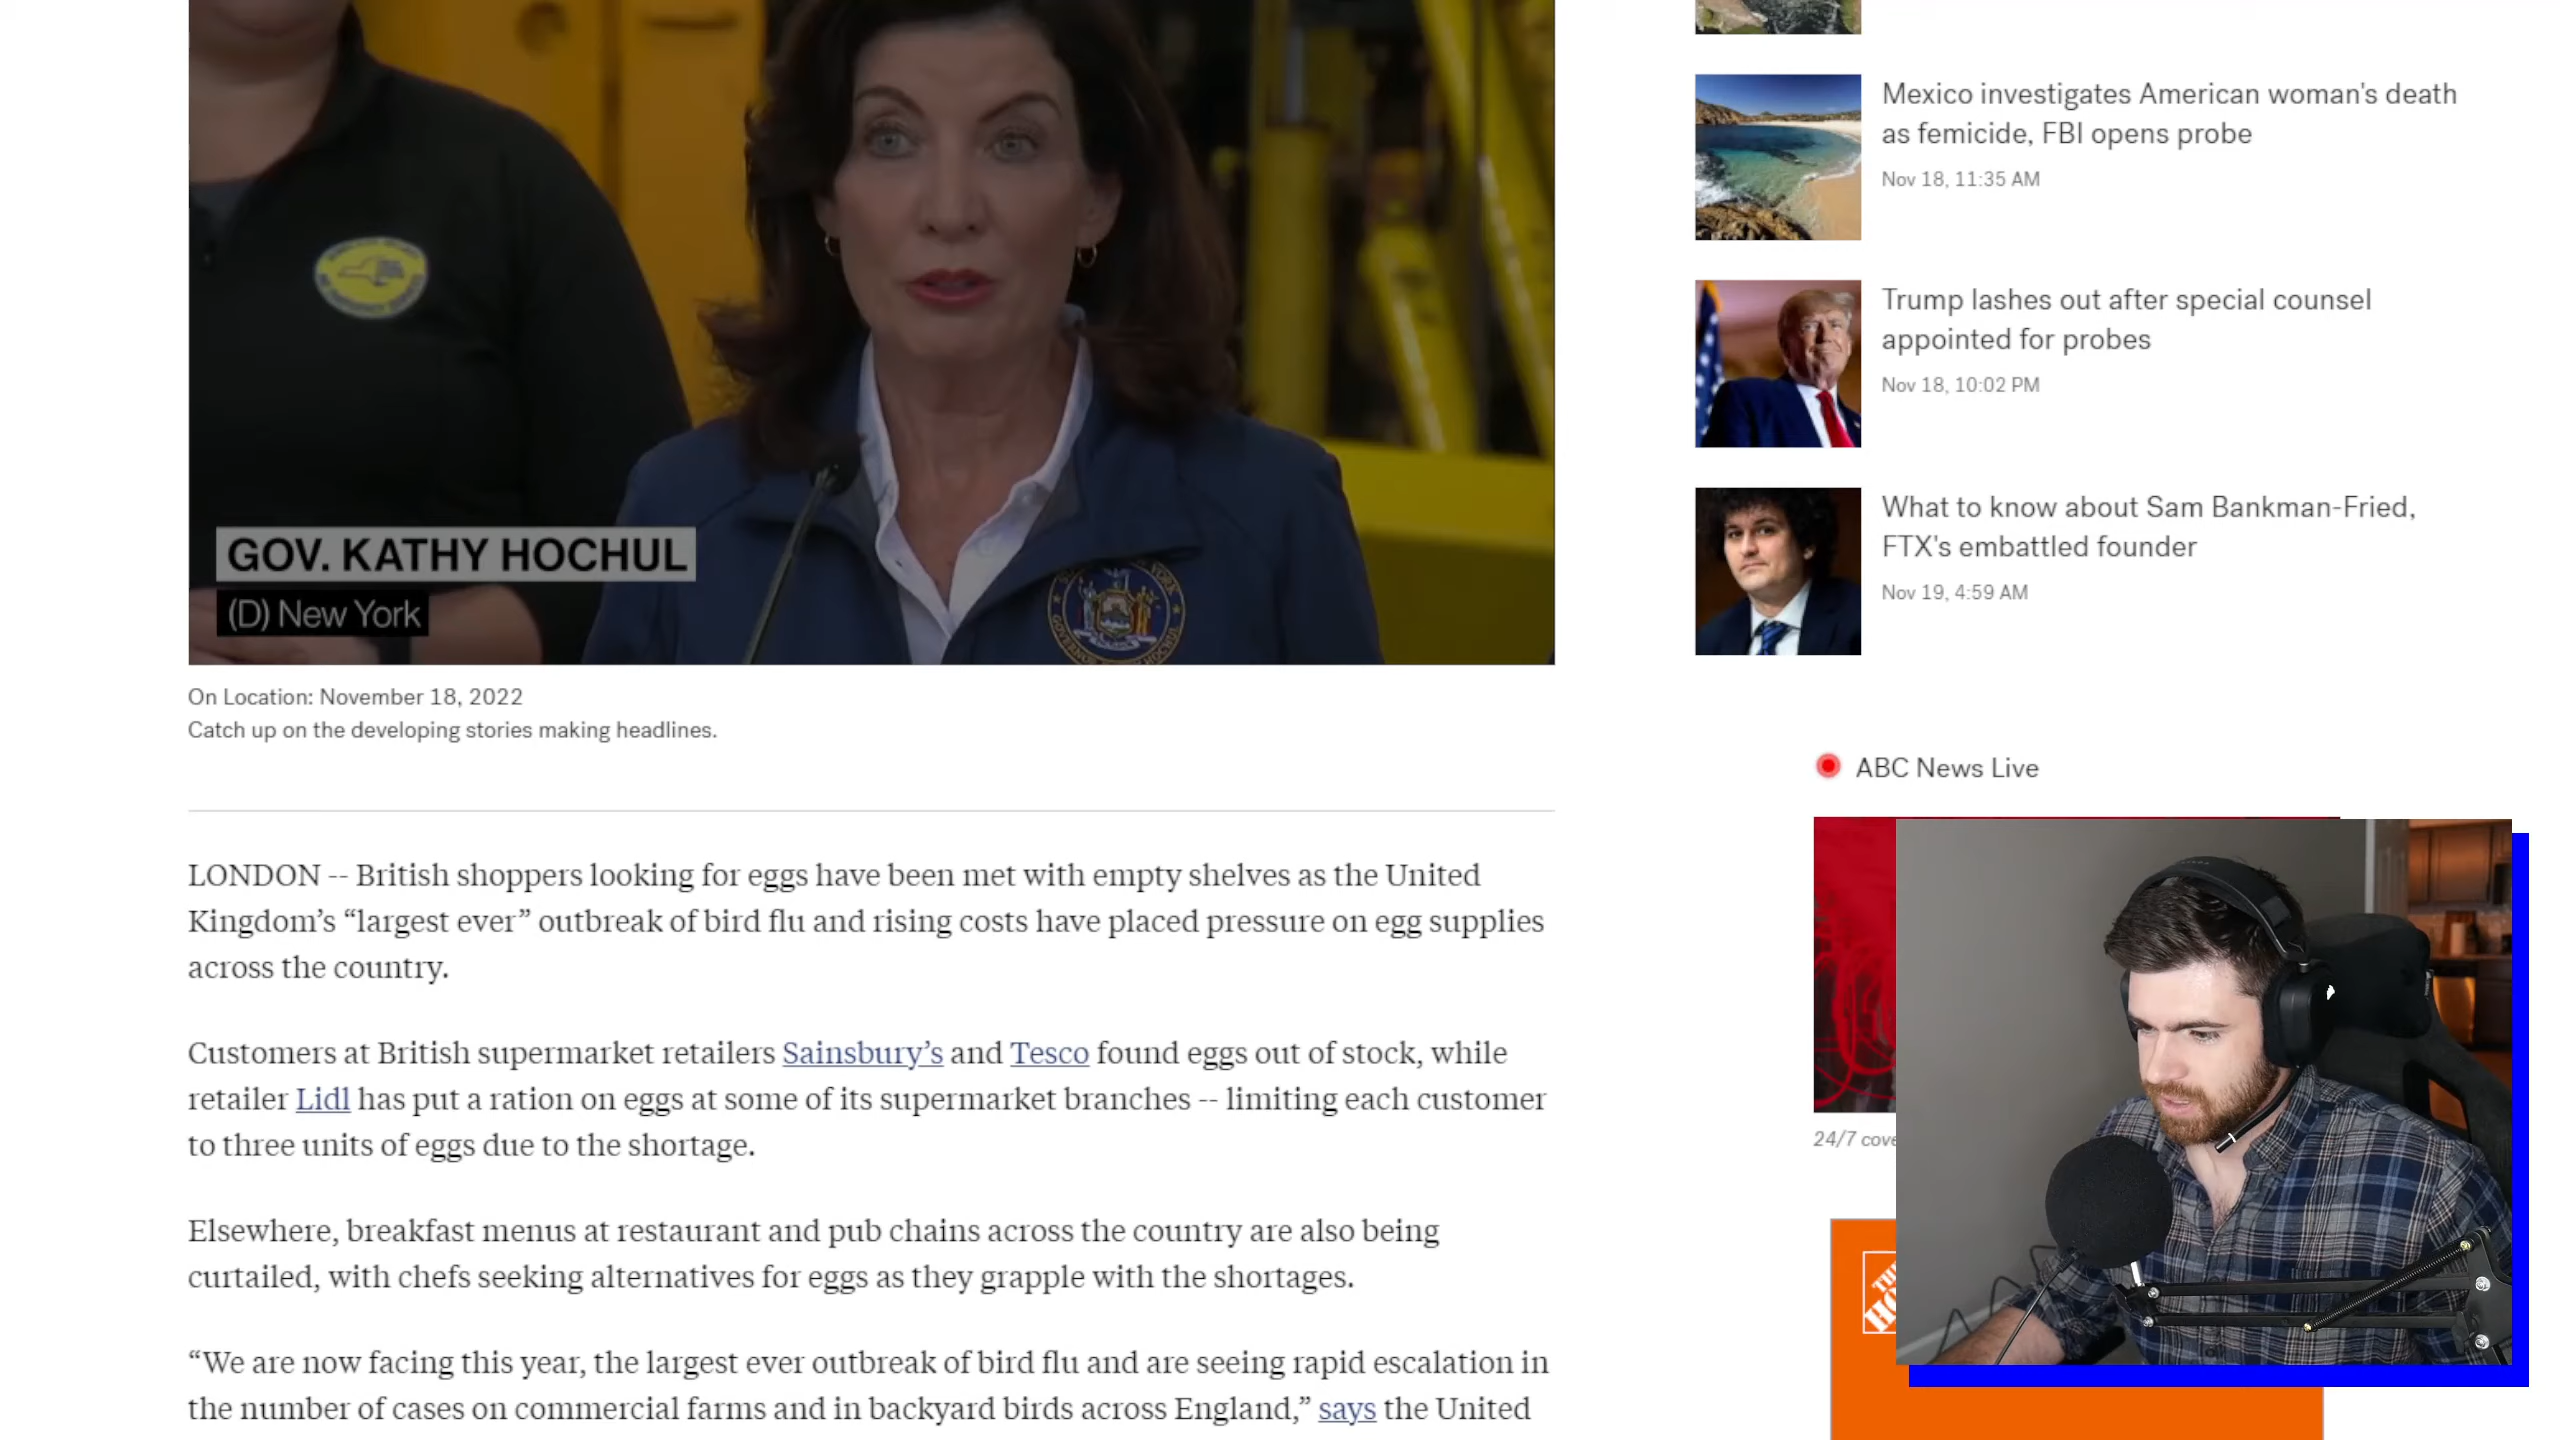 Mexico investigates American woman's death
as femicide, FBI opens probe
Nov 18, 11:35 AM
Trump lashes out after special counsel
appointed for probes
Nov 18, 10:02 PM
What to know about Sam Bankman-Fried,
FTX's embattled founder
Nov 19, 4:59 AM
GOV. KATHY HOCHUL
(D) New York
On Location: November 18, 2022
Catch up on the developing stories making headlines.
ABC News Live
24/7
LONDON -- British shoppers looking for eggs have been met with empty shelves as the United
Kingdom’s “largest ever” outbreak of bird flu and rising costs have placed pressure on egg supplies
across the country.
Customers at British supermarket retailers Sainsbury’s and Tesco found eggs out of stock, while
retailer Lidl has put a ration on eggs at some of its supermarket branches -- limiting each customer
to three units of eggs due to the shortage.
Elsewhere, breakfast menus at restaurant and pub chains across the country are also being
curtailed, with chefs seeking alternatives for eggs as they grapple with the shortages.
“We are now facing this year, the largest ever outbreak of bird flu and are seeing rapid escalation in
the number of cases on commercial farms and in backyard birds across England,” says the United